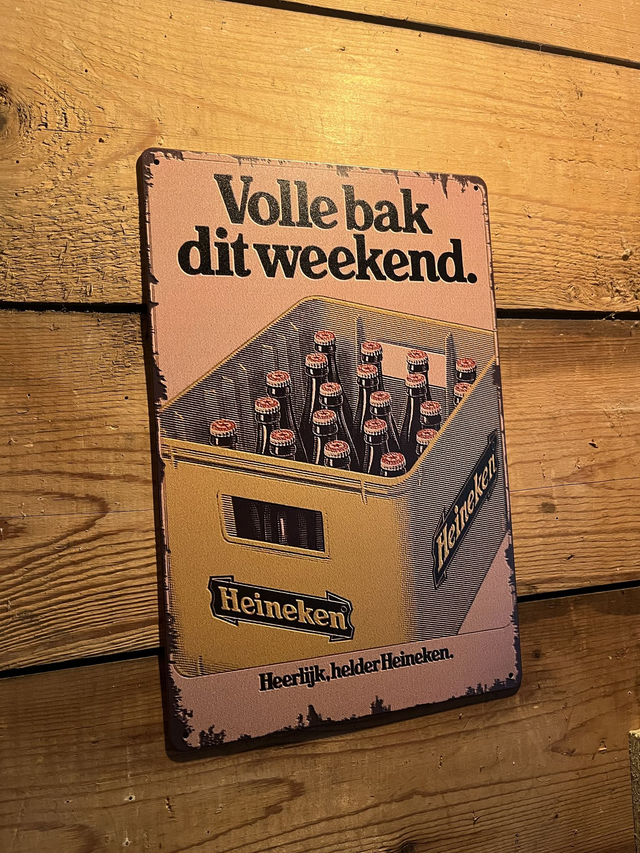 Volle bak
dit weekend.
Heineken
Heineken®
Heerlijk, helder Heineken.